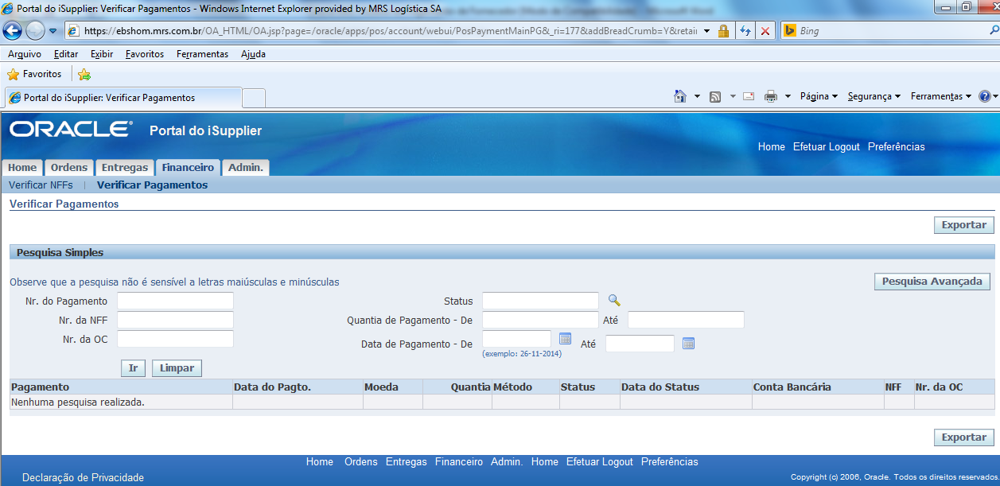 Portal do iSupplier: Verificar Pagamentos - Windows Internet Explorer provided by MRS Logística SA
https://ebshom.mrs.com.br/OA_HTML/OA.jsp?page=/oracle/apps/pos/account/webui/PosPaymentMainPG&_ri=177&addBreadCrumb=Y&retain
Bing
Arquivo Editar Exibir Favoritos Ferramentas Ajuda
Favoritos
Portal do iSupplier: Verificar Pagamentos
Página Segurança Ferramentas
ORACLE® Portal do iSupplier
Home Efetuar Logout Preferências
Home Ordens Entregas Financeiro Admin.
Verificar NFFs | Verificar Pagamentos
Verificar Pagamentos
Exportar
Pesquisa Simples
Observe que a pesquisa não é sensível a letras maiúsculas e minúsculas
Pesquisa Avançada
Nr. do Pagamento Status
Nr. da NFF Quantia de Pagamento - De Até
Nr. da OC Data de Pagamento - De Até
(exemplo: 26-11-2014)
Ir Limpar
Pagamento Data do Pagto. Moeda Quantia Método Status Data do Status Conta Bancária NFF Nr. da OC
Nenhuma pesquisa realizada.
Exportar
Home Ordens Entregas Financeiro Admin. Home Efetuar Logout Preferências
Declaração de Privacidade Copyright (c) 2006, Oracle. Todos os direitos reservados.